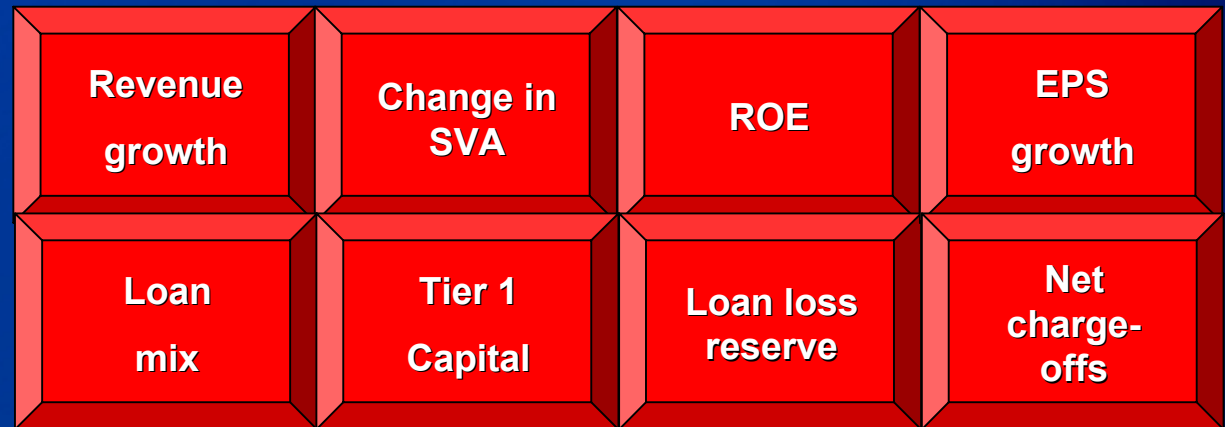 Revenue
growth
Change in
SVA
ROE
EPS
growth
Loan
mix
Tier 1
Capital
Loan loss
reserve
Net
charge-
offs